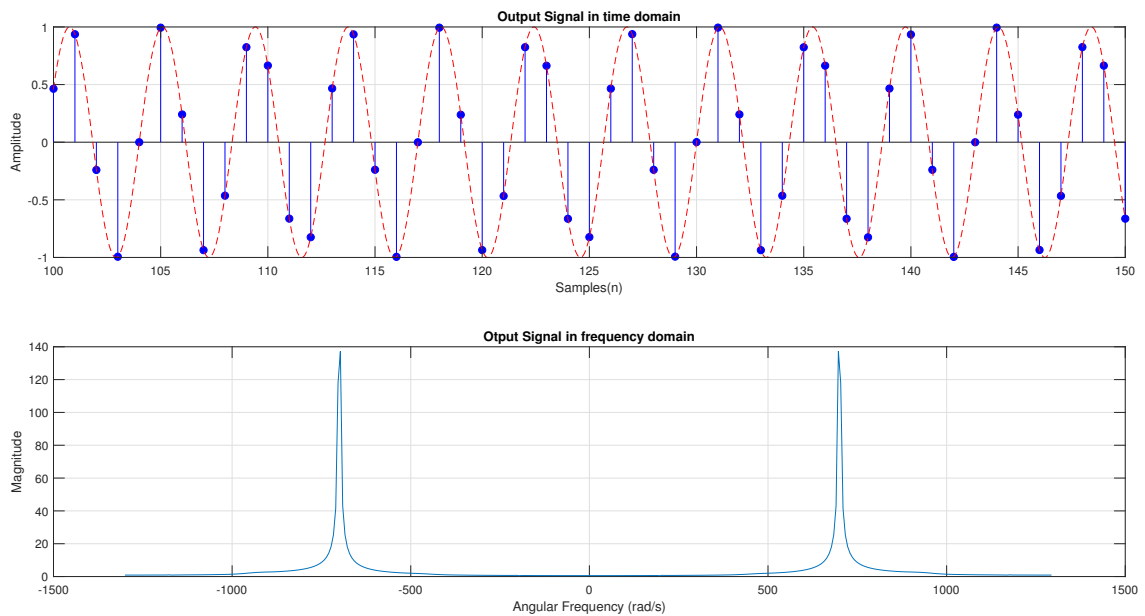 Output Signal in time domain
1
0.5
0
-0.5
-1
Amplitude
100 105 110 115 120 125 130 135 140 145 150
Samples(n)
Otput Signal in frequency domain
140
120
100
80
60
40
20
0
Magnitude
-1500 -1000 -500 0 500 1000 1500
Angular Frequency (rad/s)